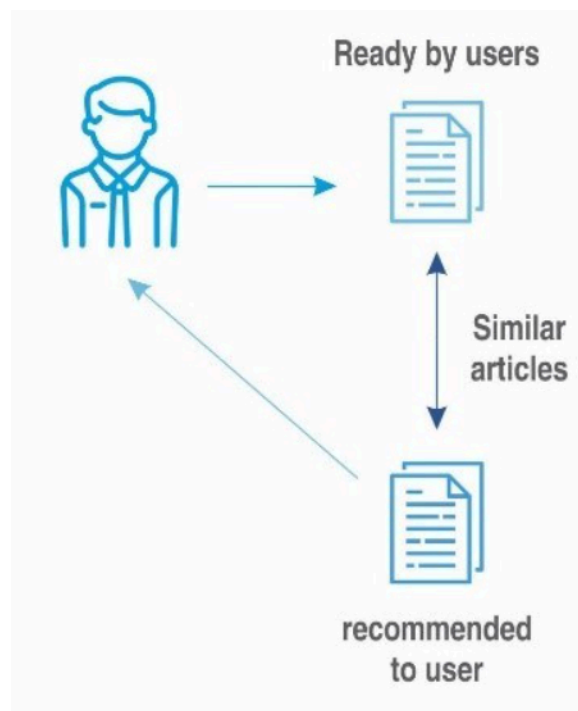 Ready by users
Similar
articles
recommended
to user